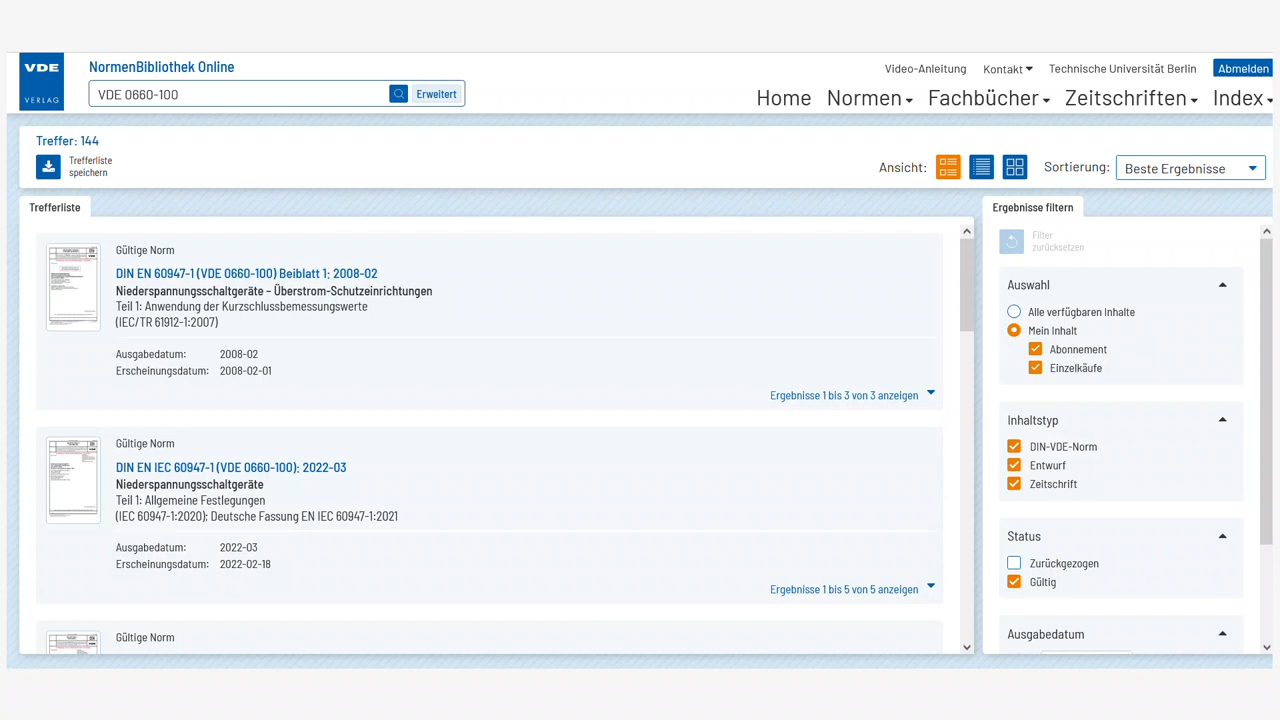 VDE
VERLAG
NormenBibliothek Online
VDE 0660-100
Erweitert
Video-Anleitung
Kontakt
Technische Universität Berlin
Abmelden
Home
Normen
Fachbücher
Zeitschriften
Index
Treffer: 144
Trefferliste
speichern
Ansicht:
Sortierung:
Beste Ergebnisse
Trefferliste
Gültige Norm
DIN EN 60947-1 (VDE 0660-100) Beiblatt 1: 2008-02
Niederspannungsschaltgeräte – Überstrom-Schutzeinrichtungen
Teil 1: Anwendung der Kurzschlussbemessungswerte
(IEC/TR 61912-1:2007)
Ausgabedatum: 2008-02
Erscheinungsdatum: 2008-02-01
Ergebnisse 1 bis 3 von 3 anzeigen
Gültige Norm
DIN EN IEC 60947-1 (VDE 0660-100): 2022-03
Niederspannungsschaltgeräte
Teil 1: Allgemeine Festlegungen
(IEC 60947-1:2020); Deutsche Fassung EN IEC 60947-1:2021
Ausgabedatum: 2022-03
Erscheinungsdatum: 2022-02-18
Ergebnisse 1 bis 5 von 5 anzeigen
Gültige Norm
Ergebnisse filtern
Filter
zurücksetzen
Auswahl
Alle verfügbaren Inhalte
Mein Inhalt
Abonnement
Einzelkäufe
Inhaltstyp
DIN-VDE-Norm
Entwurf
Zeitschrift
Status
Zurückgezogen
Gültig
Ausgabedatum